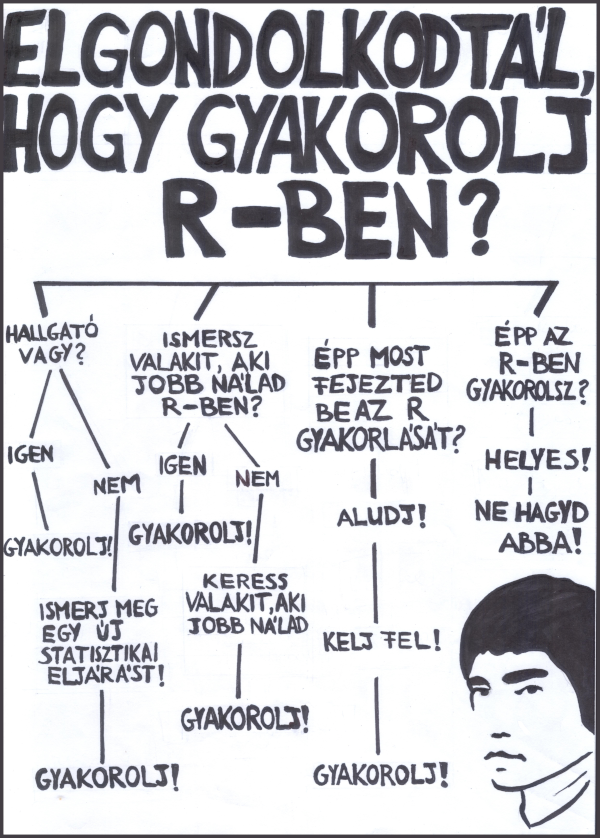 ELGONDOLKODTÁL,
HOGY GYAKOROLJ
R-BEN?
HALLGATÓ
VAGY?
IGEN
GYAKOROLJ!
NEM
ISMERJ MEG
EGY ÚJ
STATISZTIKAI
ELJÁRÁST!
GYAKOROLJ!
ISMERSZ
VALAKIT, AKI
JOBB NÁLAD
R-BEN?
IGEN
GYAKOROLJ!
NEM
KERESS
VALAKIT, AKI
JOBB NÁLAD
GYAKOROLJ!
ÉPP MOST
FEJEZTED
BE AZ R
GYAKORLÁSÁT?
ALUDJ!
KELJ FEL!
GYAKOROLJ!
ÉPP AZ
R-BEN
GYAKOROLSZ?
HELYES!
NE HAGYD
ABBA!